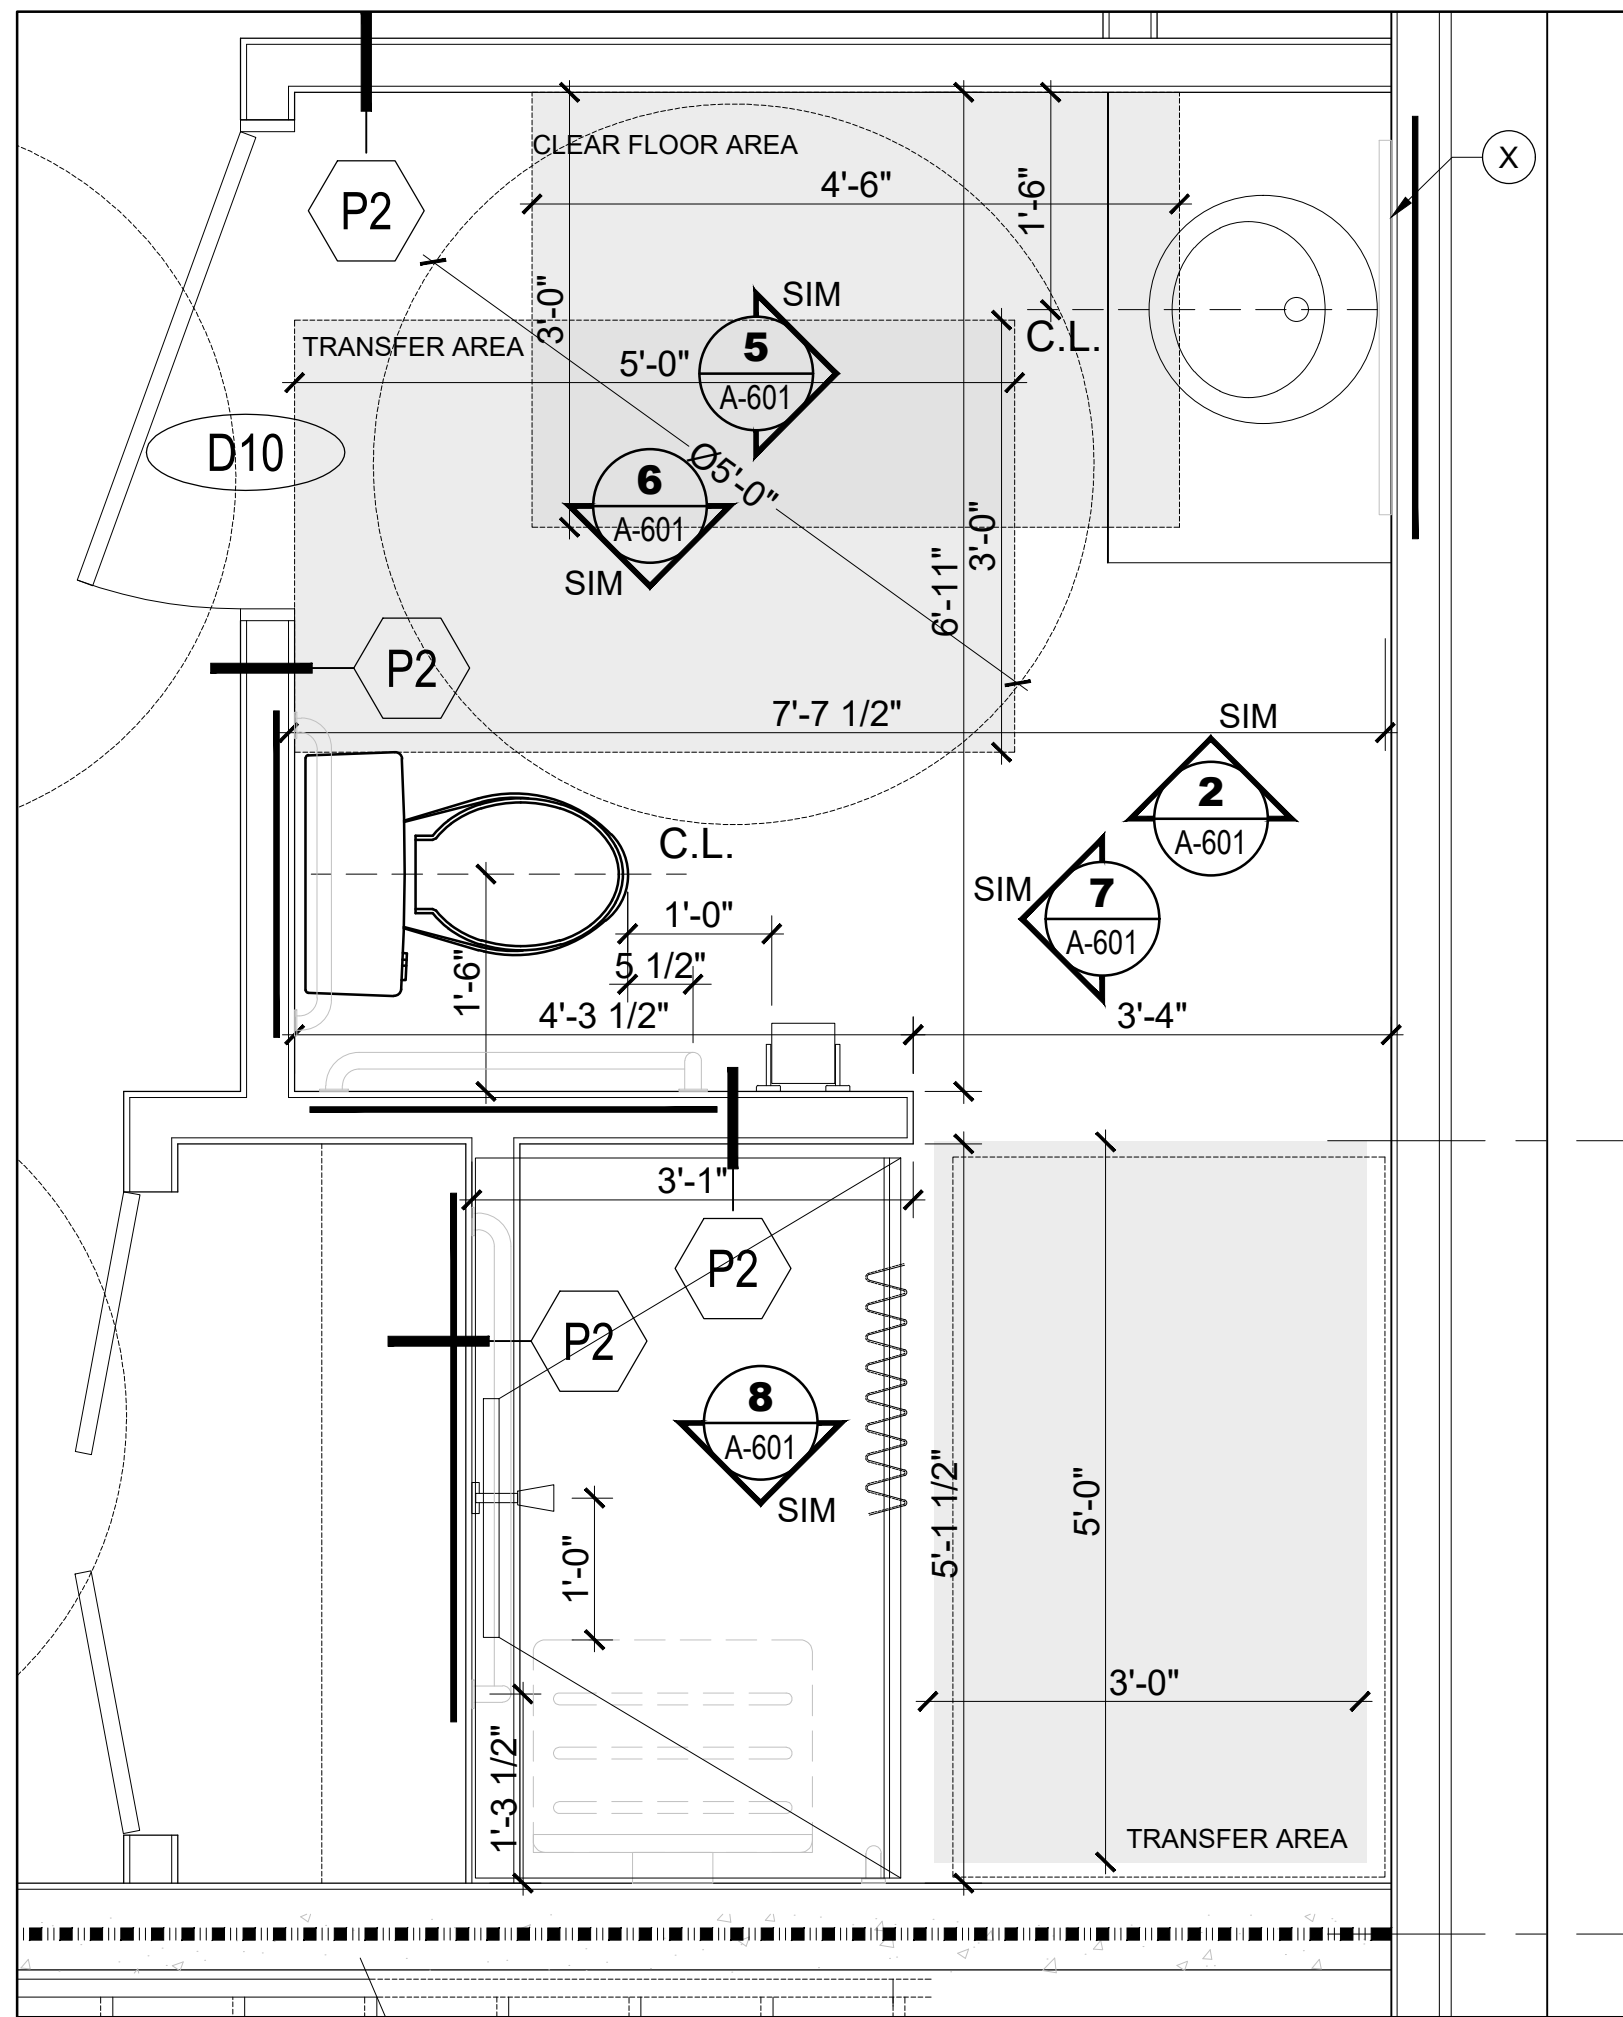 X
CLEAR FLOOR AREA
4'-6"
1'-6"
P2
3'-0"
SIM
5
A-601
C.L.
TRANSFER AREA
5'-0"
D10
Ø5'-0"
6
A-601
SIM
3'-0"
6'-11"
P2
7'-7 1/2"
SIM
2
A-601
C.L.
SIM
7
A-601
1'-0"
5 1/2"
1'-6"
4'-3 1/2"
3'-4"
3'-1"
P2
P2
8
A-601
SIM
5'-1 1/2"
5'-0"
1'-0"
3'-0"
1'-3 1/2"
TRANSFER AREA